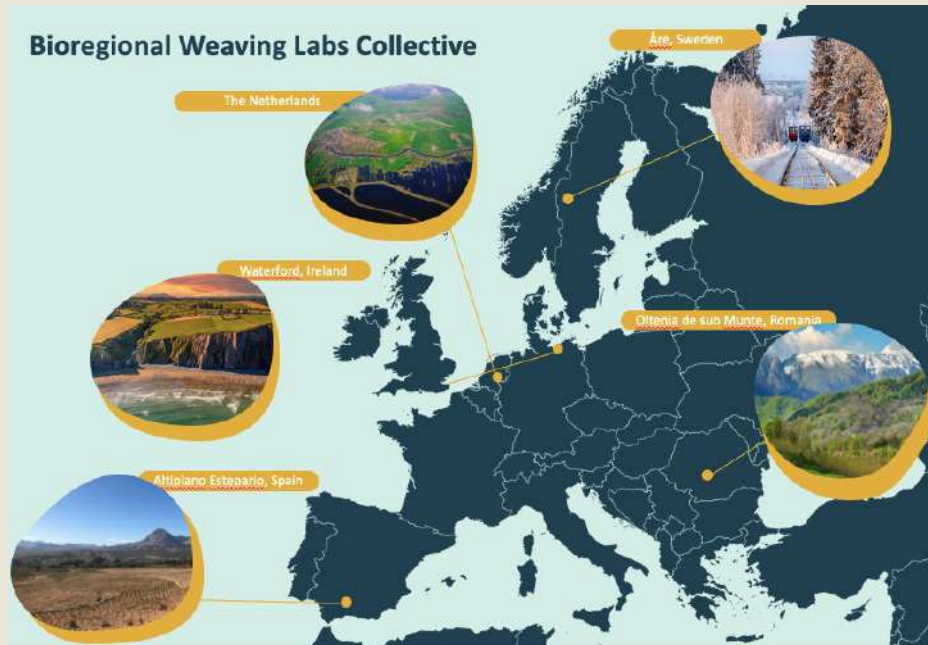 Bioregional Weaving Labs Collective
Åre, Sweden
The Netherlands
Waterford, Ireland
Oltenia de sub Munte, Romania
Altiplano Estepario, Spain